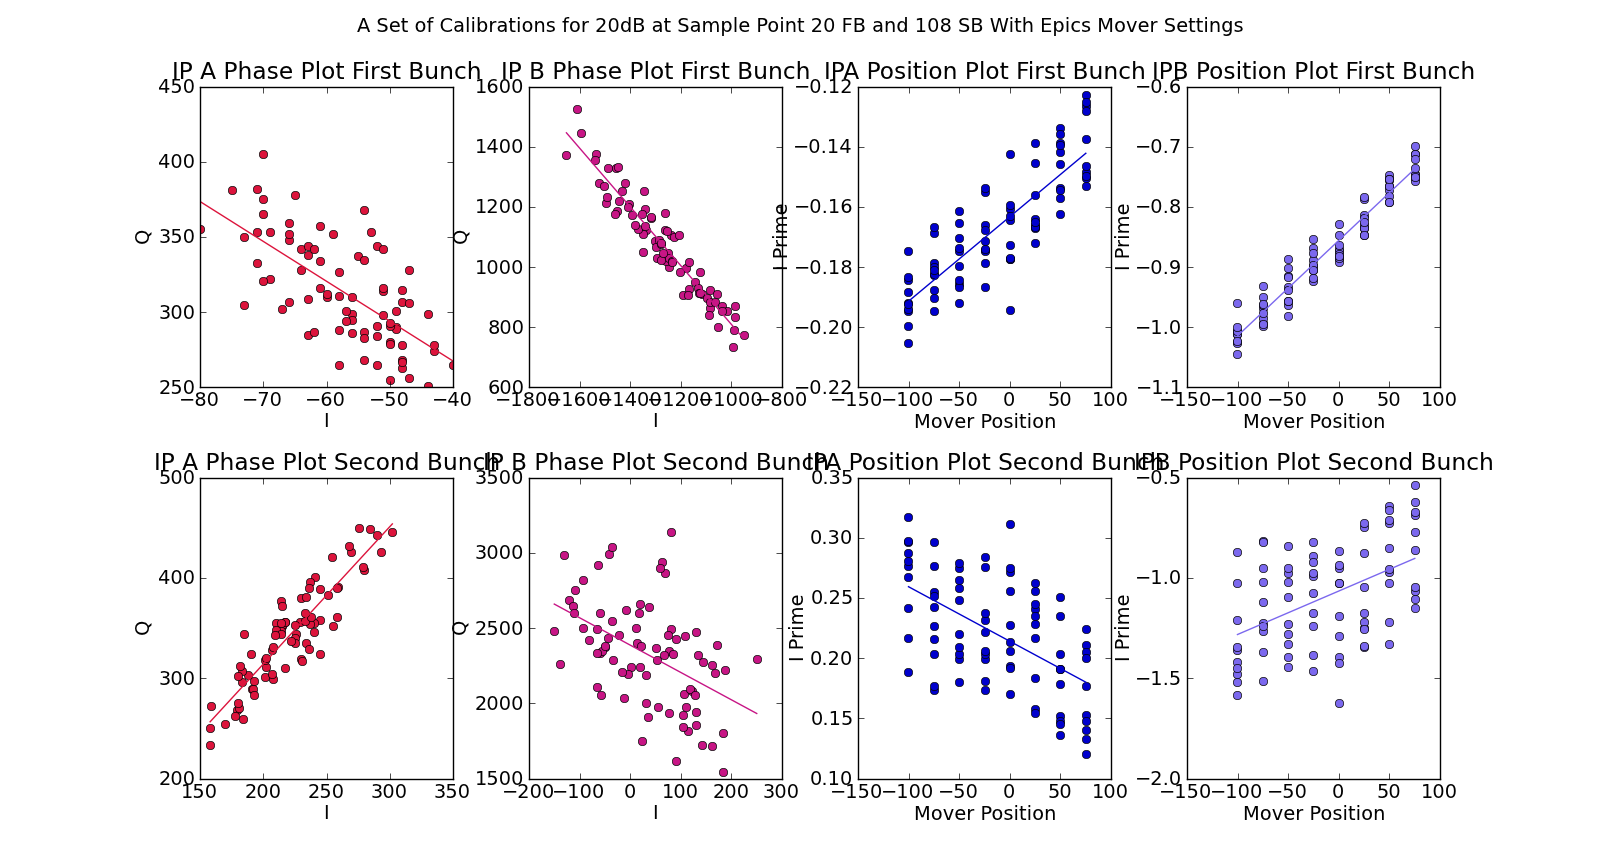 A Set of Calibrations for 20dB at Sample Point 20 FB and 108 SB With Epics Mover Settings
IP A Phase Plot First Bunch
450
400
350
300
250
Q
−80 −70 −60 −50 −40
I
IP B Phase Plot First Bunch
1600
1400
1200
1000
800
600
Q
−1800 −1600 −1400 −1200 −1000 −800
I
IPA Position Plot First Bunch
−0.12
−0.14
−0.16
−0.18
−0.20
−0.22
I Prime
−150 −100 −50 0 50 100
Mover Position
IPB Position Plot First Bunch
−0.6
−0.7
−0.8
−0.9
−1.0
−1.1
I Prime
−150 −100 −50 0 50 100
Mover Position
IP A Phase Plot Second Bunch
500
400
300
200
Q
150 200 250 300 350
I
IP B Phase Plot Second Bunch
3500
3000
2500
2000
1500
Q
−200 −100 0 100 200 300
I
IPA Position Plot Second Bunch
0.35
0.30
0.25
0.20
0.15
0.10
I Prime
−150 −100 −50 0 50 100
Mover Position
IPB Position Plot Second Bunch
−0.5
−1.0
−1.5
−2.0
I Prime
−150 −100 −50 0 50 100
Mover Position